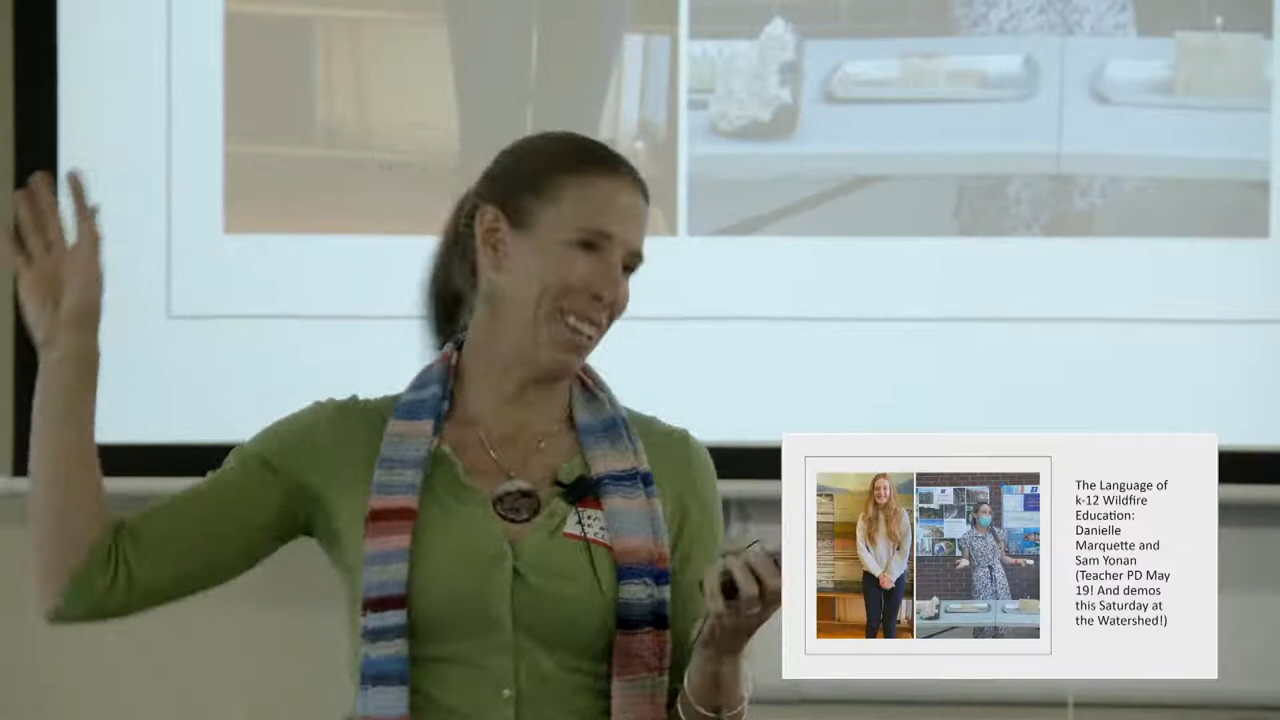 The Language of
k-12 Wildfire
Education:
Danielle
Marquette and
Sam Yonan
(Teacher PD May
19! And demos
this Saturday at
the Watershed!)